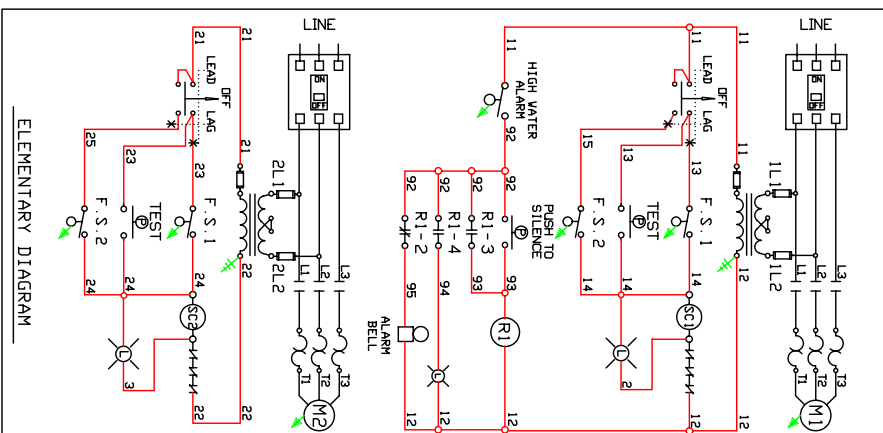 LINE
LINE
ON
OFF
ON
OFF
21
21
LEAD
OFF
LAG
25
23
21
23
F.S.1
TEST
P
F.S.2
2L1
2L2
22
L1
L2
L3
24
24
24
SC2
L
3
T1
T2
T3
M2
22
22
ELEMENTARY DIAGRAM
11
11
11
HIGH WATER
ALARM
92
92
92
92
92
PUSH TO
SILENCE
P
R1-3
R1-4
R1-2
93
93
94
95
R1
L
ALARM
BELL
12
12
12
12
LEAD
OFF
LAG
15
13
11
13
F.S.1
TEST
P
F.S.2
1L1
1L2
12
L1
L2
L3
14
14
14
SC1
L
2
T1
T2
T3
M1
12
12